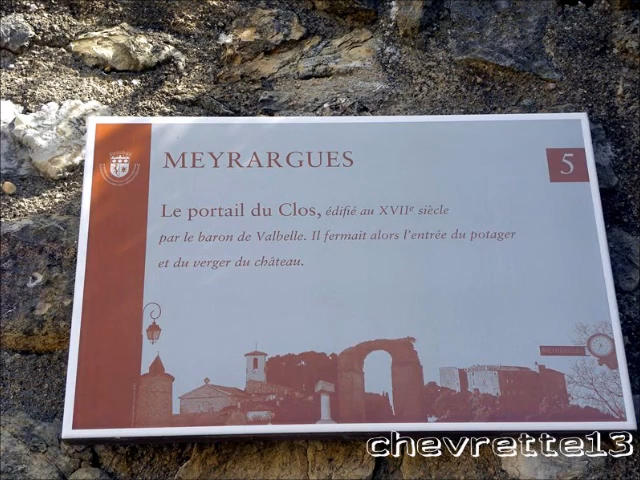 MEYRARGUES
5
Le portail du Clos, édifié au XVIIe siècle
par le baron de Valbelle. Il fermait alors l'entrée du potager
et du verger du château.
MEYRARGUES
chevrette13